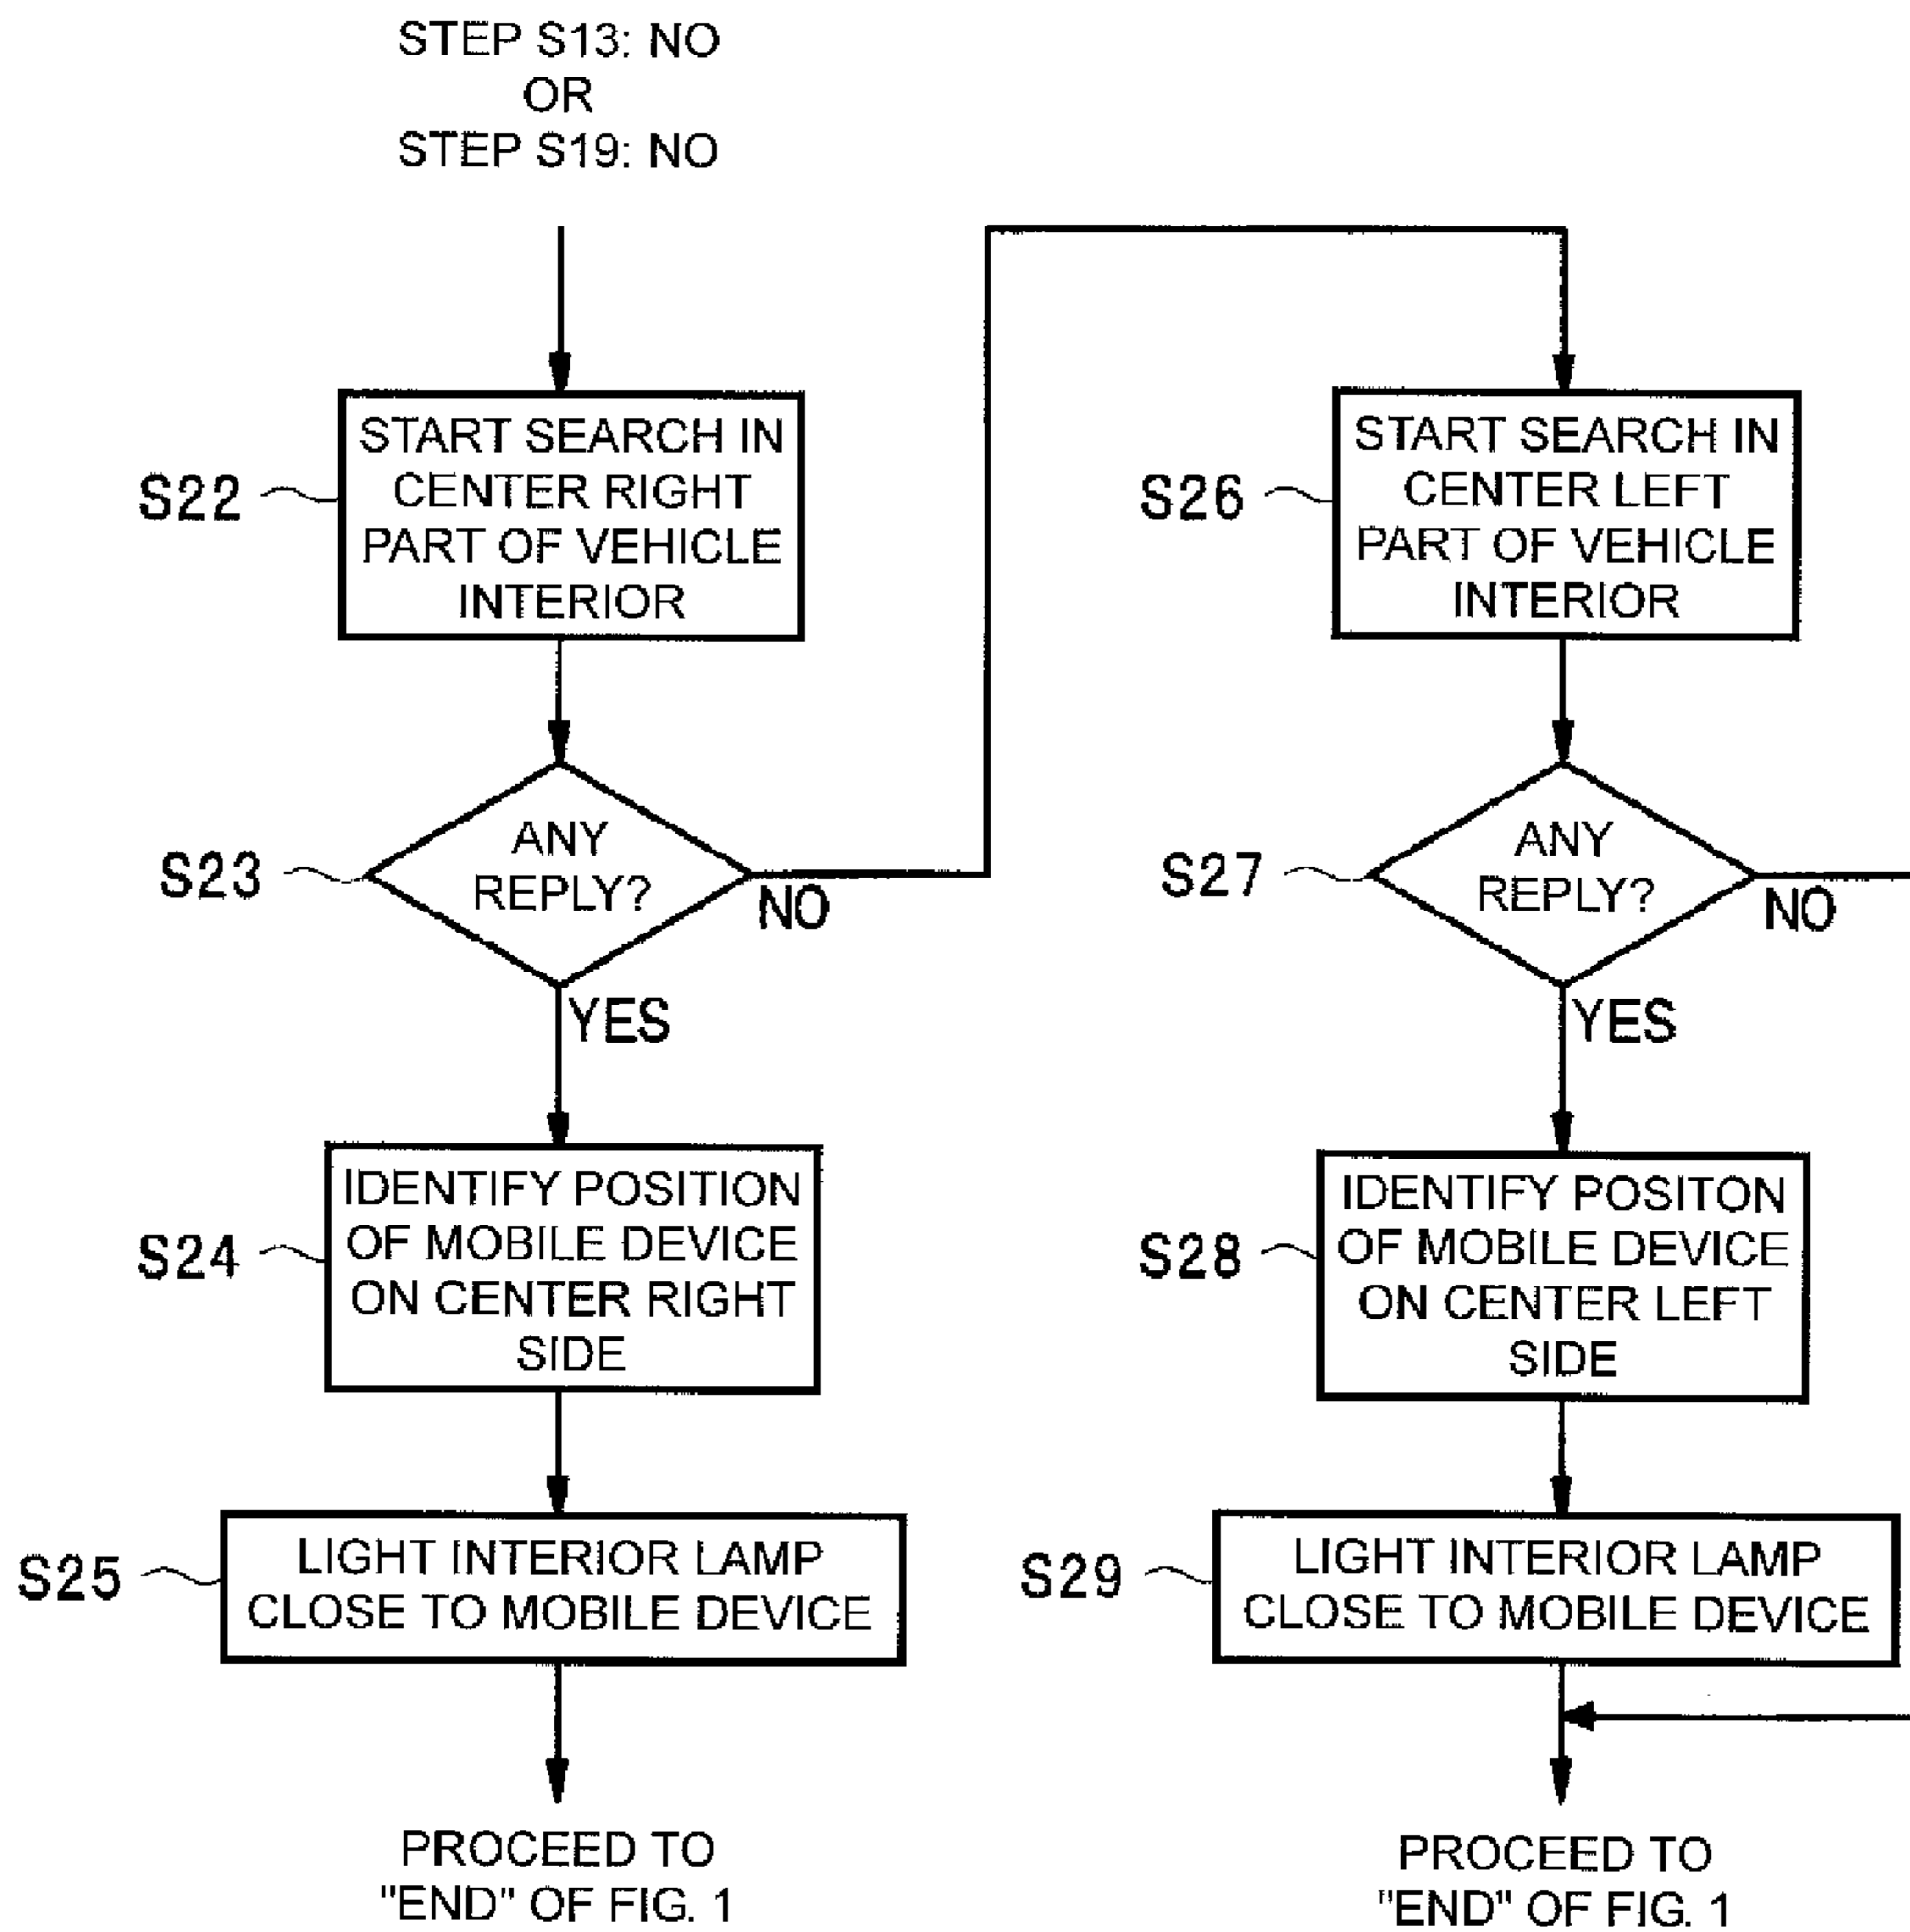 STEP S13: NO
OR
STEP S19: NO
S22
START SEARCH IN
CENTER RIGHT
PART OF VEHICLE
INTERIOR
S23
ANY
REPLY?
NO
YES
S24
IDENTIFY POSITION
OF MOBILE DEVICE
ON CENTER RIGHT
SIDE
S25
LIGHT INTERIOR LAMP
CLOSE TO MOBILE DEVICE
PROCEED TO
"END" OF FIG. 1
S26
START SEARCH IN
CENTER LEFT
PART OF VEHICLE
INTERIOR
S27
ANY
REPLY?
NO
YES
S28
IDENTIFY POSITON
OF MOBILE DEVICE
ON CENTER LEFT
SIDE
S29
LIGHT INTERIOR LAMP
CLOSE TO MOBILE DEVICE
PROCEED TO
"END" OF FIG. 1